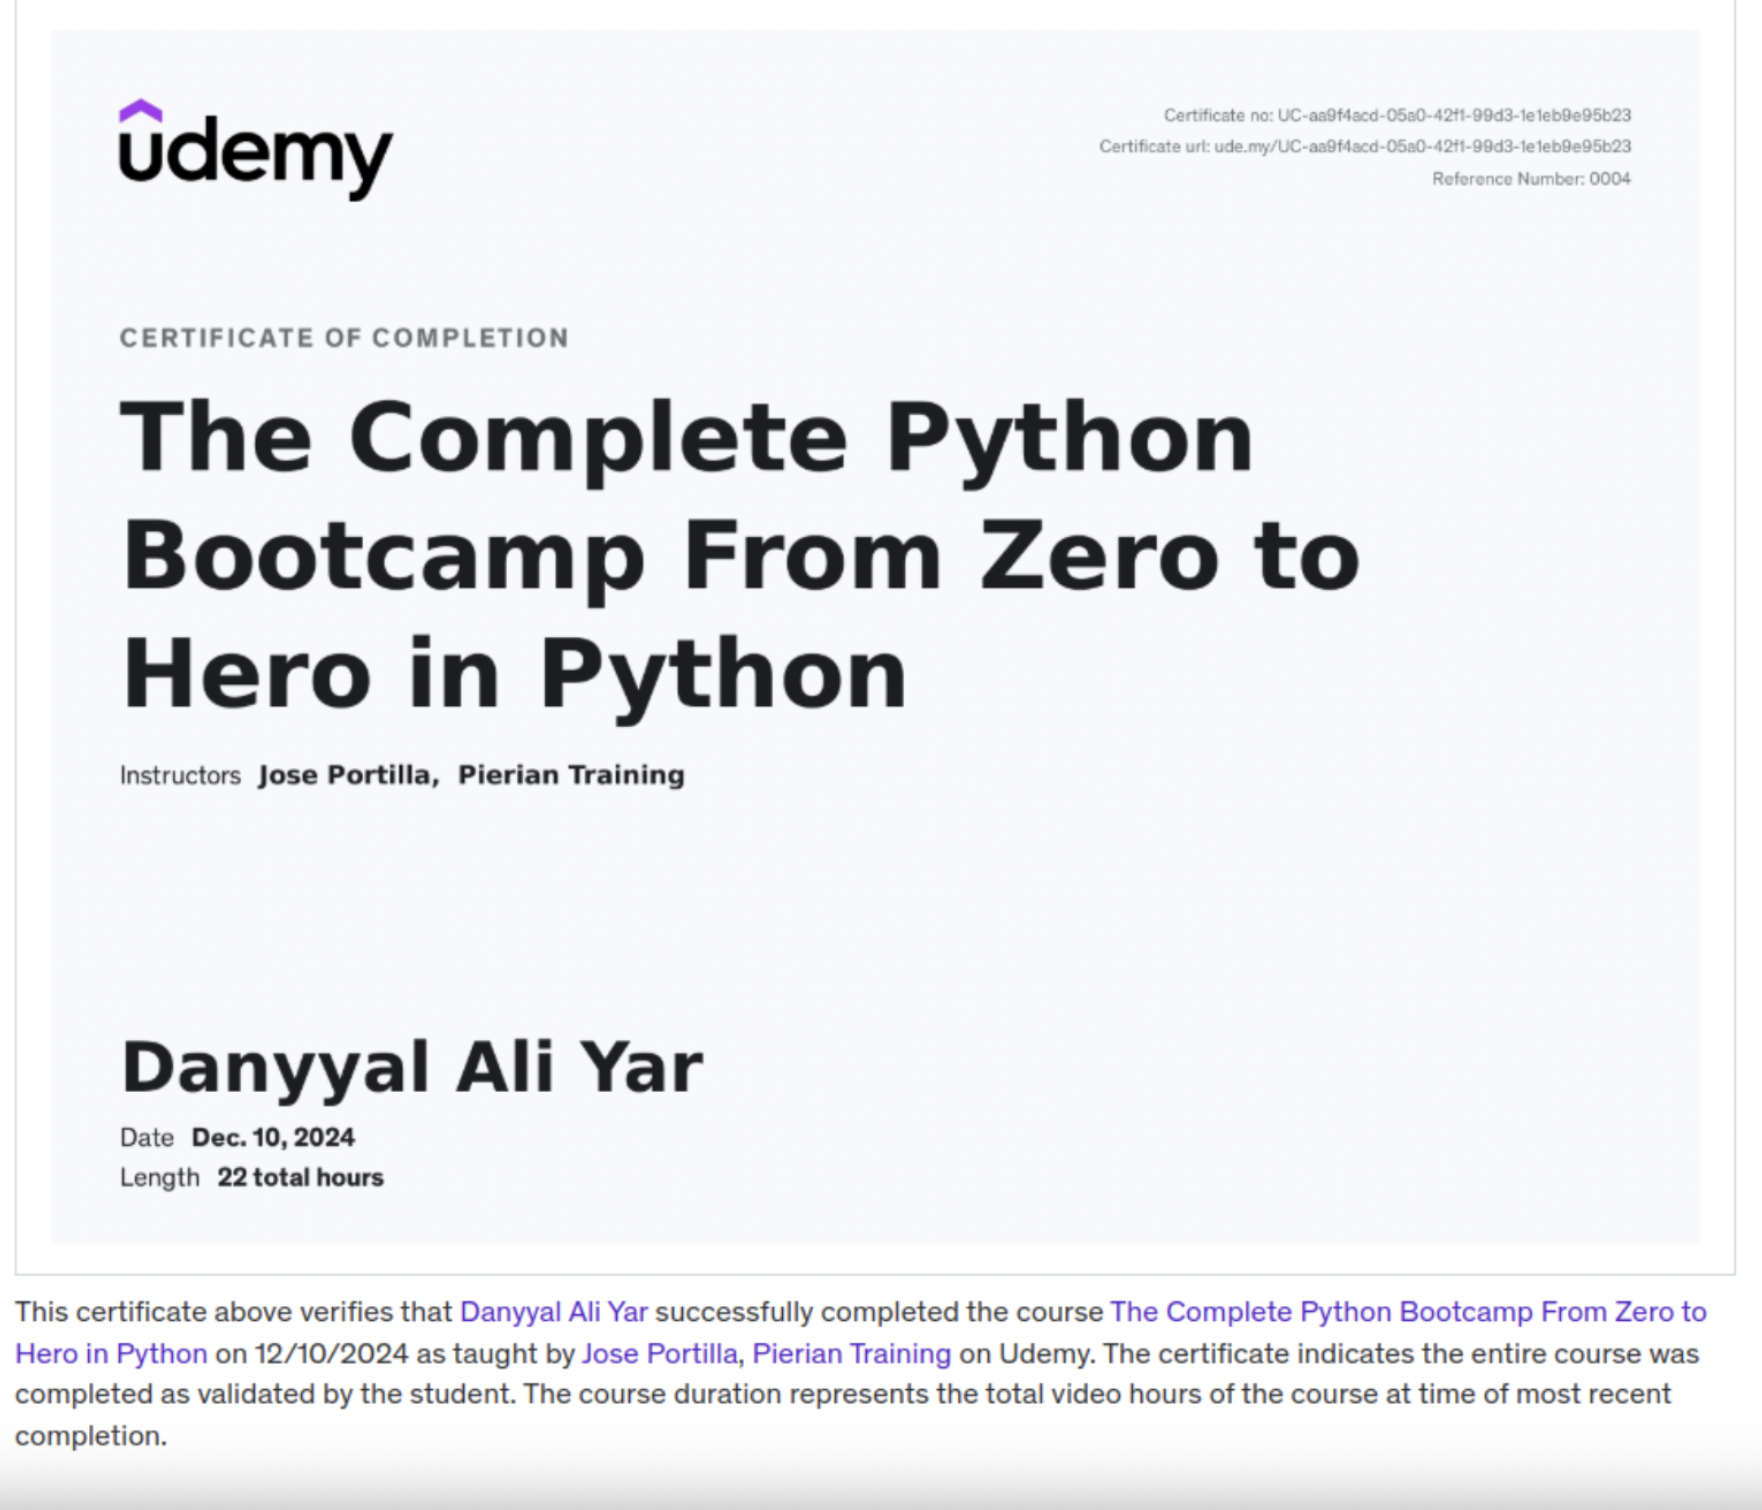 udemy
Certificate no: UC-aa9f4acd-05a0-42f1-99d3-1e1eb9e95b23
Certificate url: ude.my/UC-aa9f4acd-05a0-42f1-99d3-1e1eb9e95b23
Reference Number: 0004
CERTIFICATE OF COMPLETION
The Complete Python
Bootcamp From Zero to
Hero in Python
Instructors Jose Portilla, Pierian Training
Danyyal Ali Yar
Date Dec. 10, 2024
Length 22 total hours
This certificate above verifies that Danyyal Ali Yar successfully completed the course The Complete Python Bootcamp From Zero to
Hero in Python on 12/10/2024 as taught by Jose Portilla, Pierian Training on Udemy. The certificate indicates the entire course was
completed as validated by the student. The course duration represents the total video hours of the course at time of most recent
completion.